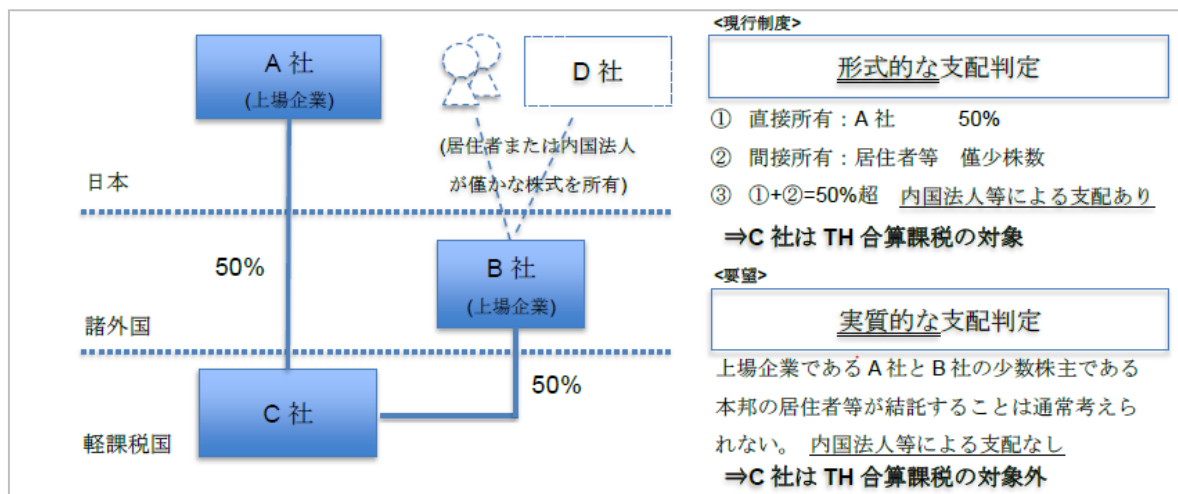 A 社
(上場企業)
D 社
(居住者または内国法人
が僅かな株式を所有)
日本
50%
B 社
(上場企業)
諸外国
50%
C 社
軽課税国
<現行制度>
形式的な支配判定
① 直接所有：A 社 50%
② 間接所有：居住者等 僅少株数
③ ①+②=50%超 内国法人等による支配あり
⇒C 社は TH 合算課税の対象
<要望>
実質的な支配判定
上場企業である A 社と B 社の少数株主である
本邦の居住者等が結託することは通常考えら
れない。 内国法人等による支配なし
⇒C 社は TH 合算課税の対象外